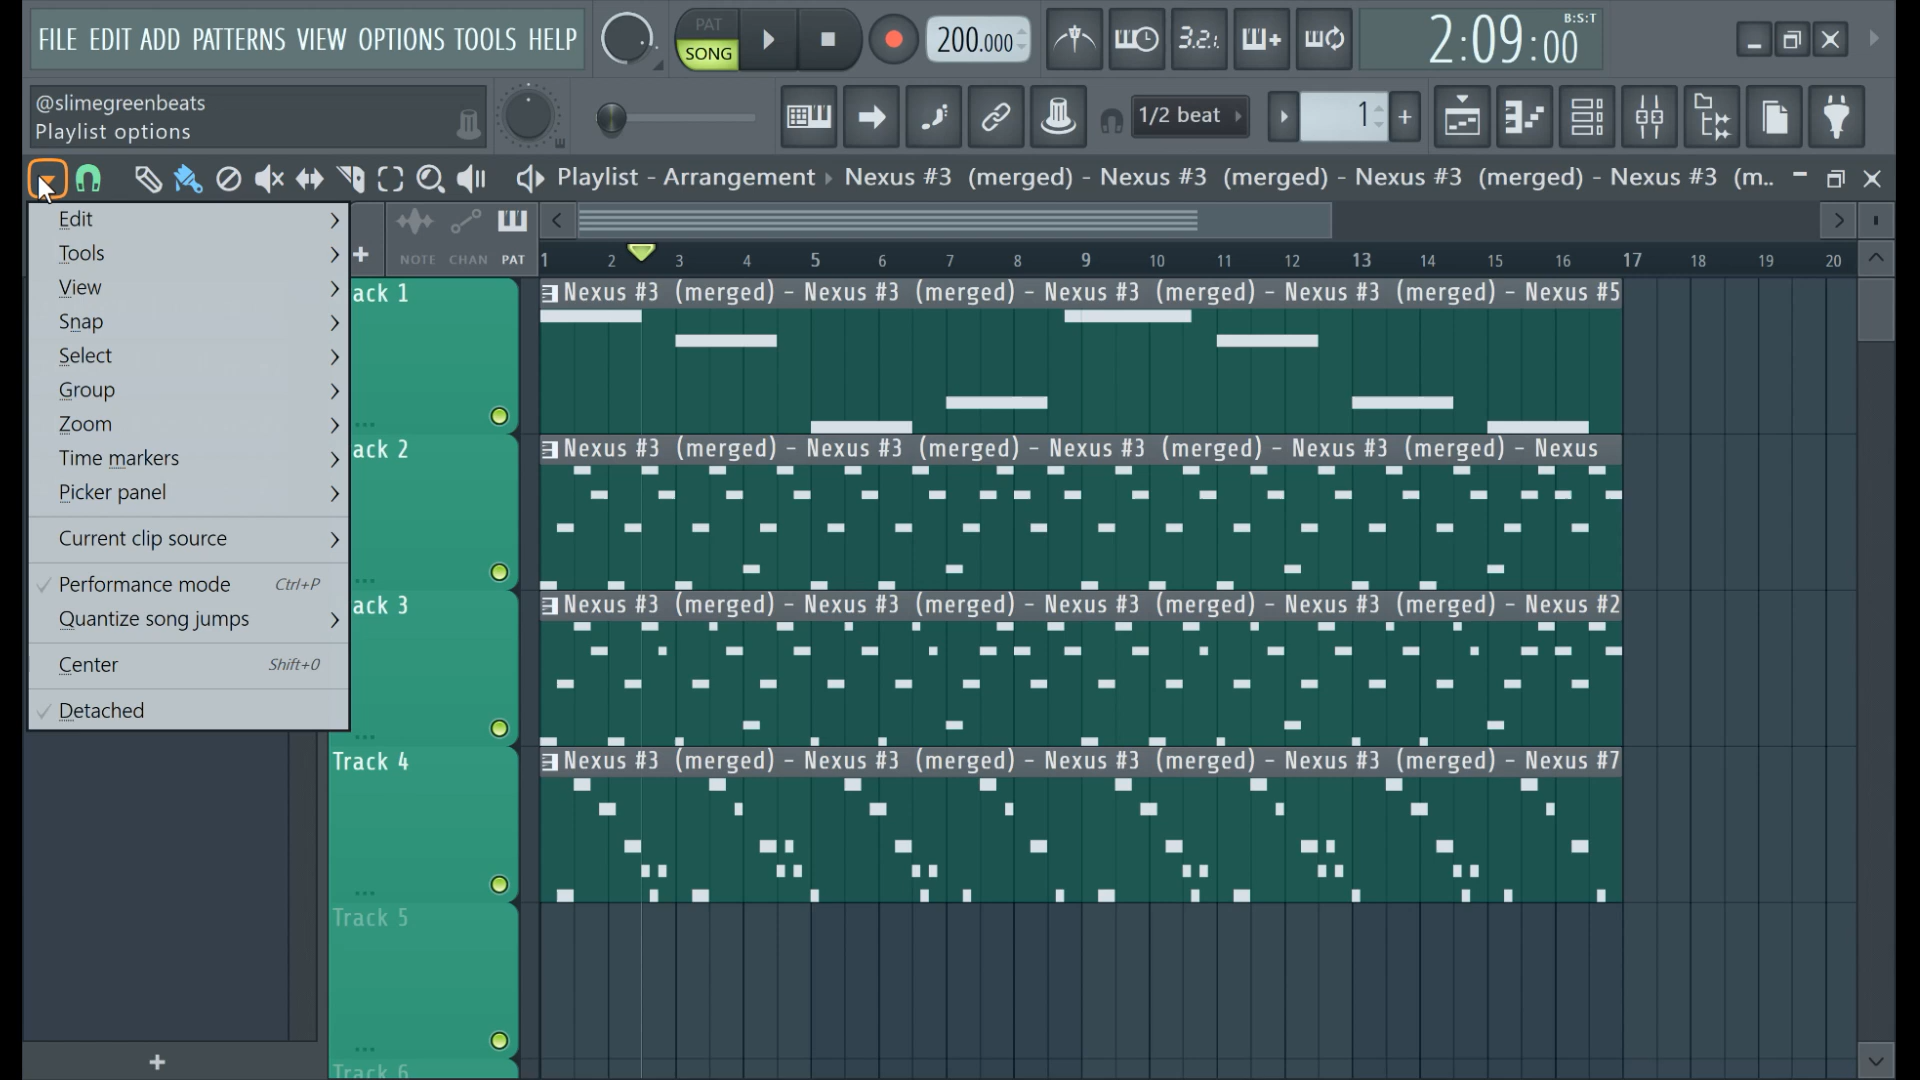 FILE EDIT ADD PATTERNS VIEW OPTIONS TOOLS HELP
PAT
SONG
200.000
3.2.
B:S:T
2:09:00
@slimegreenbeats
Playlist options
1/2 beat
1
+
Playlist - Arrangement › Nexus #3 (merged) - Nexus #3 (merged) - Nexus #3 (merged) - Nexus #3 (m..
Edit
Tools
View
Snap
Select
Group
Zoom
Time markers
Picker panel
Current clip source
Performance mode Ctrl+P
Quantize song jumps
Center Shift+0
Detached
+
NOTE CHAN PAT
1 2 3 4 5 6 7 8 9 10 11 12 13 14 15 16 17 18 19 20
ack 1
Nexus #3 (merged) - Nexus #3 (merged) - Nexus #3 (merged) - Nexus #3 (merged) - Nexus #5
ack 2
Nexus #3 (merged) - Nexus #3 (merged) - Nexus #3 (merged) - Nexus #3 (merged) - Nexus
ack 3
Nexus #3 (merged) - Nexus #3 (merged) - Nexus #3 (merged) - Nexus #3 (merged) - Nexus #2
Track 4
Nexus #3 (merged) - Nexus #3 (merged) - Nexus #3 (merged) - Nexus #3 (merged) - Nexus #7
Track 5
Track 6
+